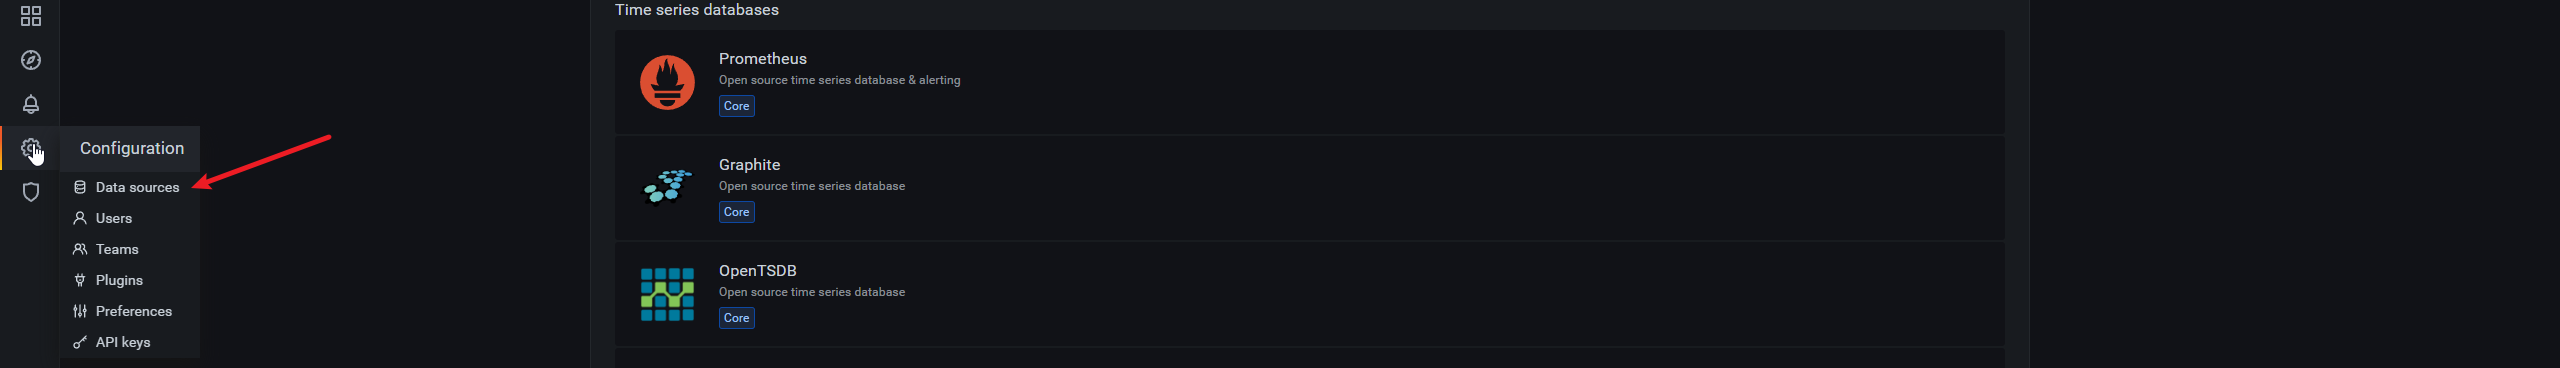 Configuration
Data sources
Users
Teams
Plugins
Preferences
API keys
Time series databases
Prometheus
Open source time series database & alerting
Core
Graphite
Open source time series database
Core
OpenTSDB
Open source time series database
Core